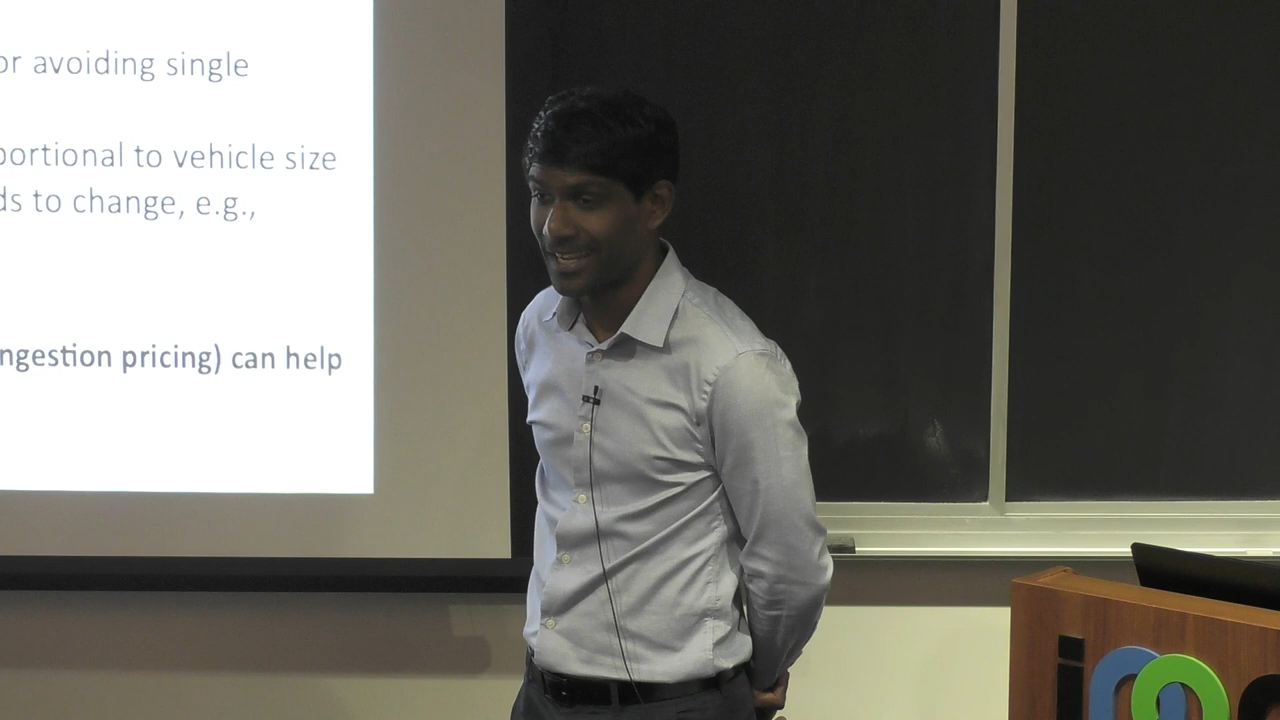 or avoiding single
portional to vehicle size
ds to change, e.g.,
ngestion pricing) can help